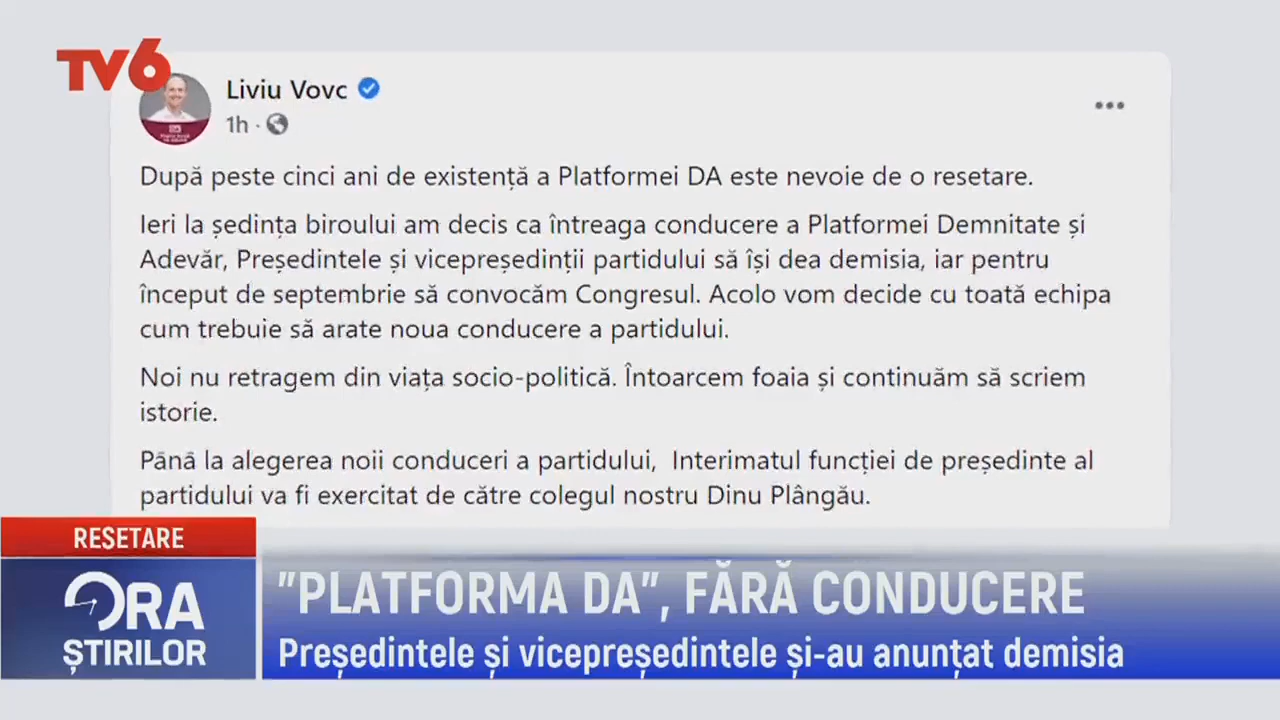 TV6
Liviu Vovc
1h ·
După peste cinci ani de existență a Platformei DA este nevoie de o resetare.
Ieri la ședința biroului am decis ca întreaga conducere a Platformei Demnitate și
Adevăr, Președintele și vicepreședinții partidului să își dea demisia, iar pentru
început de septembrie să convocăm Congresul. Acolo vom decide cu toată echipa
cum trebuie să arate noua conducere a partidului.
Noi nu retragem din viața socio-politică. Întoarcem foaia și continuăm să scriem
istorie.
Până la alegerea noii conduceri a partidului, Interimatul funcției de președinte al
partidului va fi exercitat de către colegul nostru Dinu Plângău.
RESETARE
ORA
ȘTIRILOR
"PLATFORMA DA", FĂRĂ CONDUCERE
Președintele și vicepreședintele și-au anunțat demisia